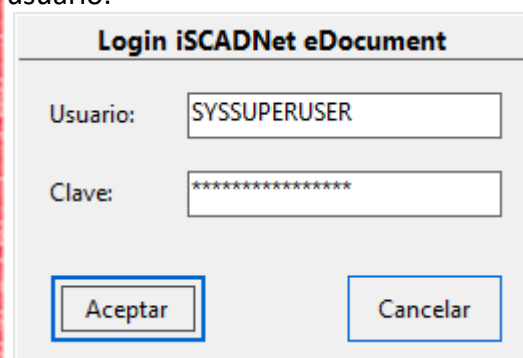 usuario.
Login iSCADNet eDocument
Usuario: SYSSUPERUSER
Clave: ****************
Aceptar Cancelar